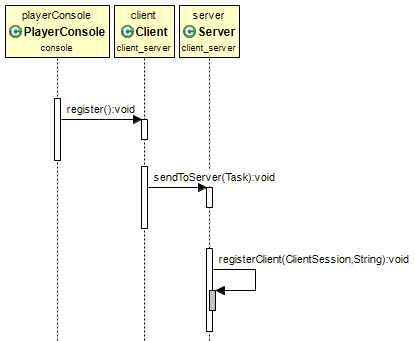 playerConsole
C PlayerConsole
console
client
C Client
client_server
server
C Server
client_server
register():void
sendToServer(Task):void
registerClient(ClientSession,String):void